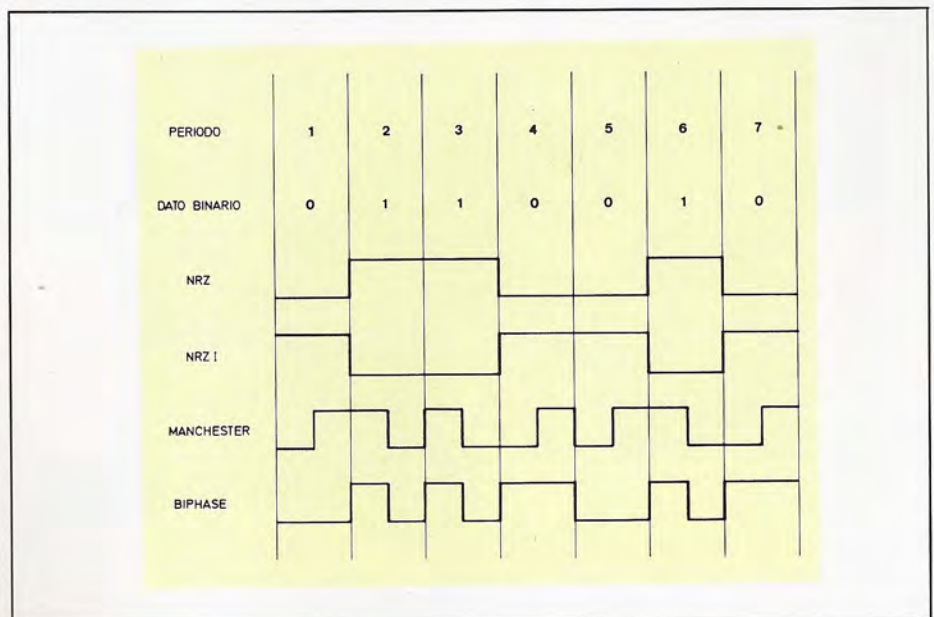 PERIODO 1 2 3 4 5 6 7
DATO BINARIO 0 1 1 0 0 1 0
NRZ
NRZ I
MANCHESTER
BIPHASE